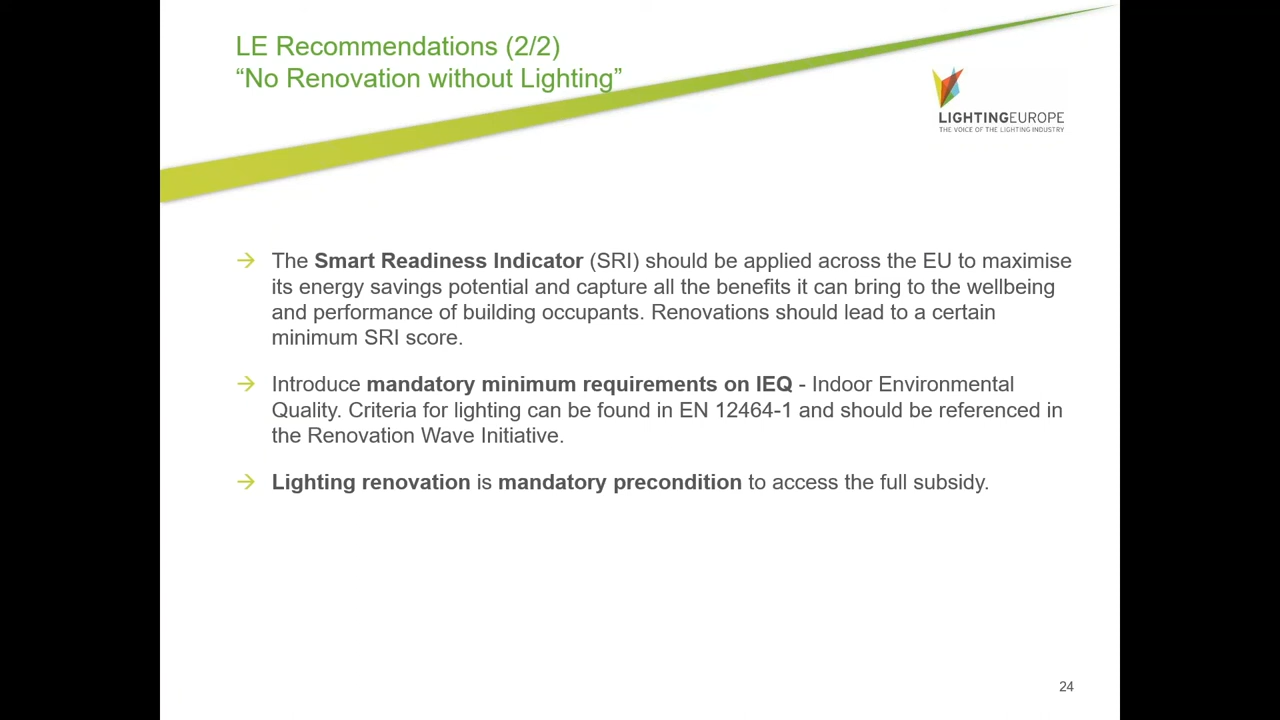 LE Recommendations (2/2)
“No Renovation without Lighting”
LIGHTINGEUROPE
THE VOICE OF THE LIGHTING INDUSTRY
The Smart Readiness Indicator (SRI) should be applied across the EU to maximise
its energy savings potential and capture all the benefits it can bring to the wellbeing
and performance of building occupants. Renovations should lead to a certain
minimum SRI score.
Introduce mandatory minimum requirements on IEQ - Indoor Environmental
Quality. Criteria for lighting can be found in EN 12464-1 and should be referenced in
the Renovation Wave Initiative.
Lighting renovation is mandatory precondition to access the full subsidy.
24